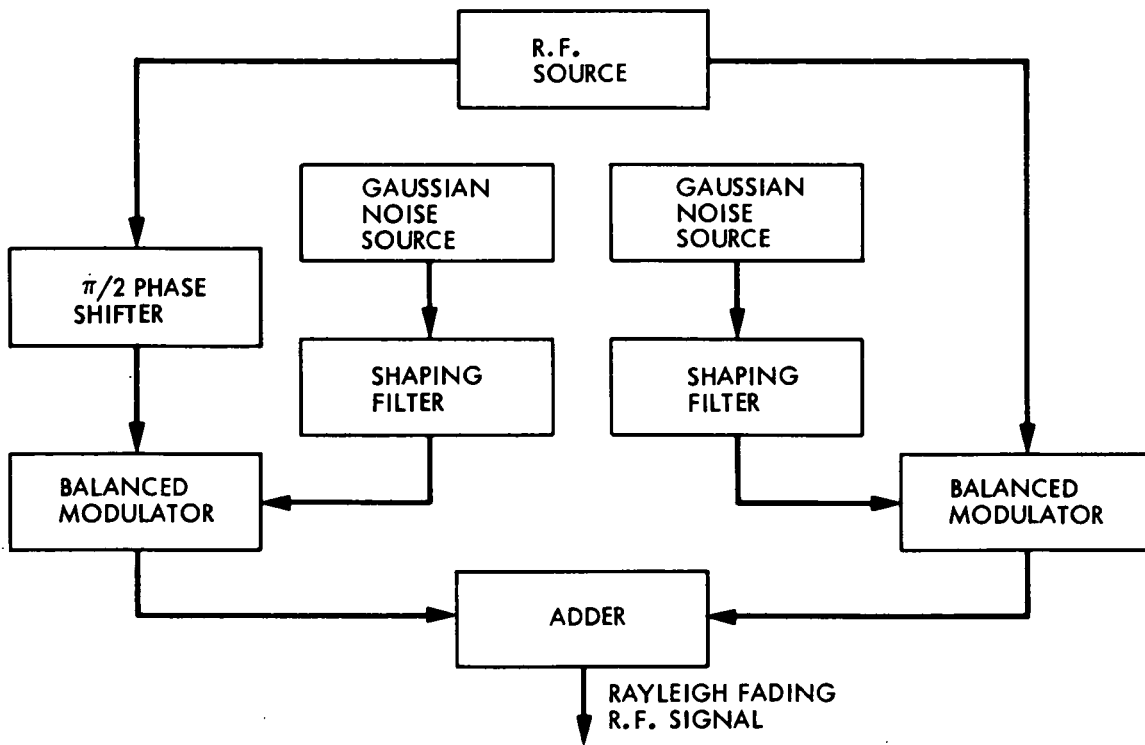 R.F.
SOURCE
GAUSSIAN
NOISE
SOURCE
GAUSSIAN
NOISE
SOURCE
π/2 PHASE
SHIFTER
SHAPING
FILTER
SHAPING
FILTER
BALANCED
MODULATOR
BALANCED
MODULATOR
ADDER
RAYLEIGH FADING
R.F. SIGNAL